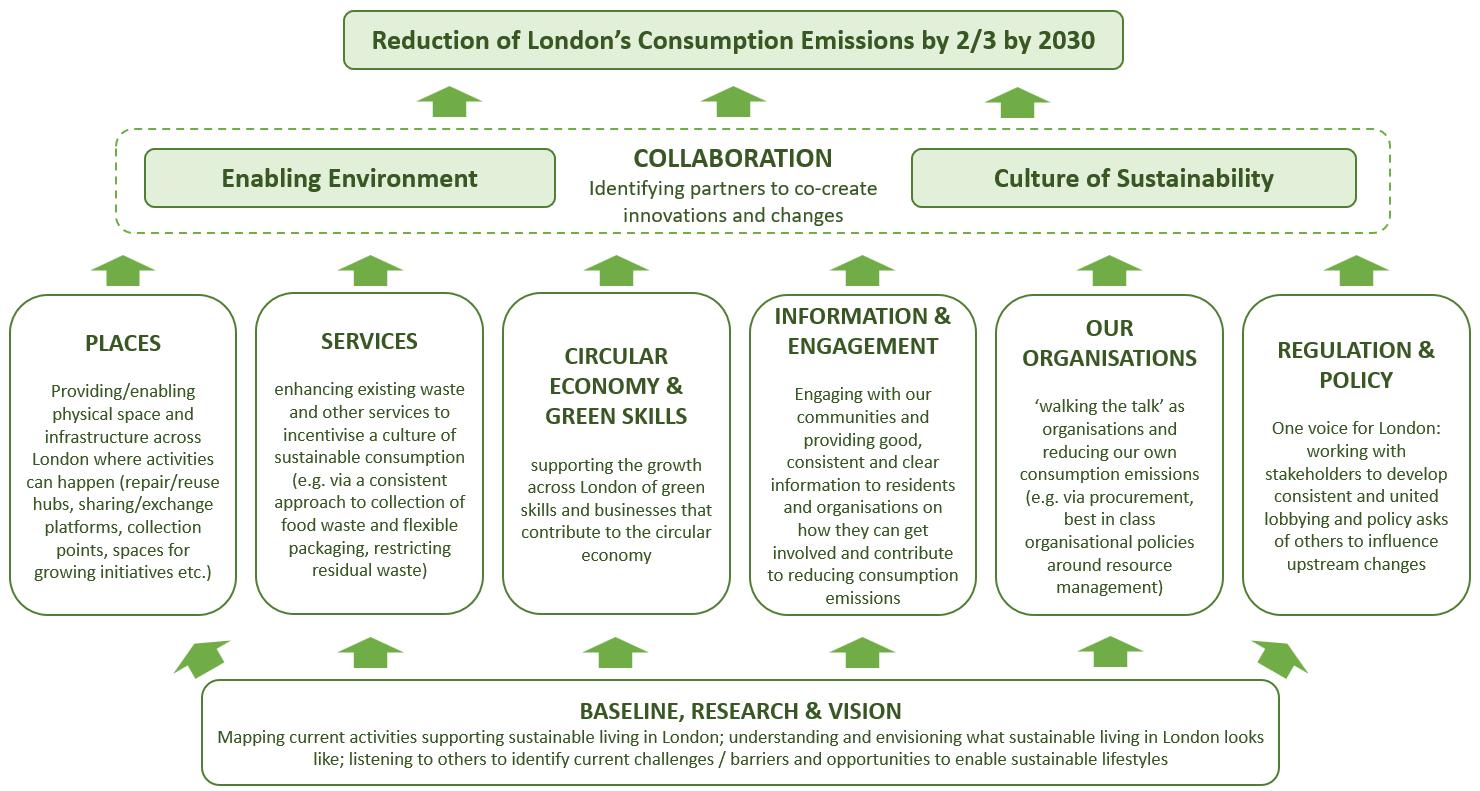 Reduction of London’s Consumption Emissions by 2/3 by 2030
Enabling Environment
COLLABORATION
Identifying partners to co-create
innovations and changes
Culture of Sustainability
PLACES
Providing/enabling
physical space and
infrastructure across
London where activities
can happen (repair/reuse
hubs, sharing/exchange
platforms, collection
points, spaces for
growing initiatives etc.)
SERVICES
enhancing existing waste
and other services to
incentivise a culture of
sustainable consumption
(e.g. via a consistent
approach to collection of
food waste and flexible
packaging, restricting
residual waste)
CIRCULAR
ECONOMY &
GREEN SKILLS
supporting the growth
across London of green
skills and businesses that
contribute to the circular
economy
INFORMATION &
ENGAGEMENT
Engaging with our
communities and
providing good,
consistent and clear
information to residents
and organisations on
how they can get
involved and contribute
to reducing consumption
emissions
OUR
ORGANISATIONS
‘walking the talk’ as
organisations and
reducing our own
consumption emissions
(e.g. via procurement,
best in class
organisational policies
around resource
management)
REGULATION &
POLICY
One voice for London:
working with
stakeholders to develop
consistent and united
lobbying and policy asks
of others to influence
upstream changes
BASELINE, RESEARCH & VISION
Mapping current activities supporting sustainable living in London; understanding and envisioning what sustainable living in London looks
like; listening to others to identify current challenges / barriers and opportunities to enable sustainable lifestyles